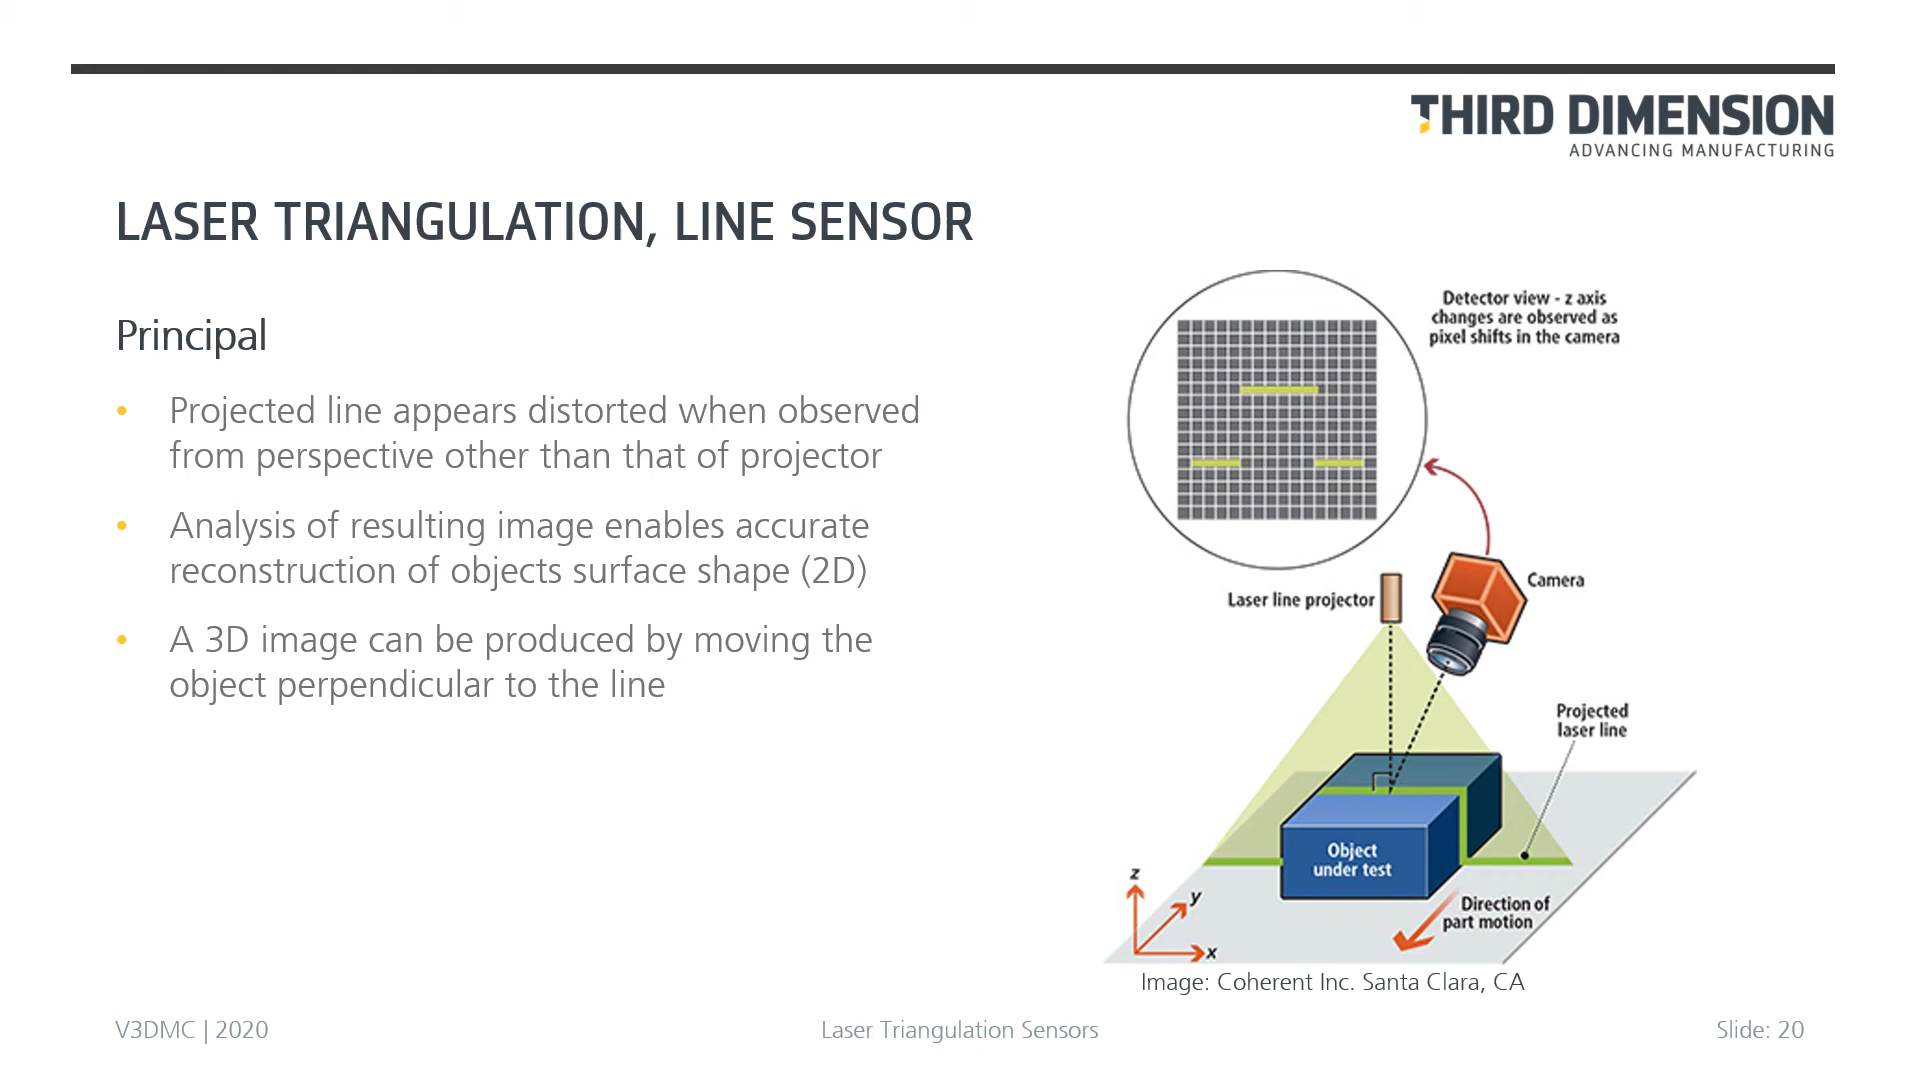 THIRD DIMENSION
ADVANCING MANUFACTURING
LASER TRIANGULATION, LINE SENSOR
Principal
• Projected line appears distorted when observed
from perspective other than that of projector
• Analysis of resulting image enables accurate
reconstruction of objects surface shape (2D)
• A 3D image can be produced by moving the
object perpendicular to the line
Detector view - z axis
changes are observed as
pixel shifts in the camera
Camera
Laser line projector
Projected
laser line
Object
under test
z
y
x
Direction of
part motion
Image: Coherent Inc. Santa Clara, CA
V3DMC | 2020
Laser Triangulation Sensors
Slide: 20